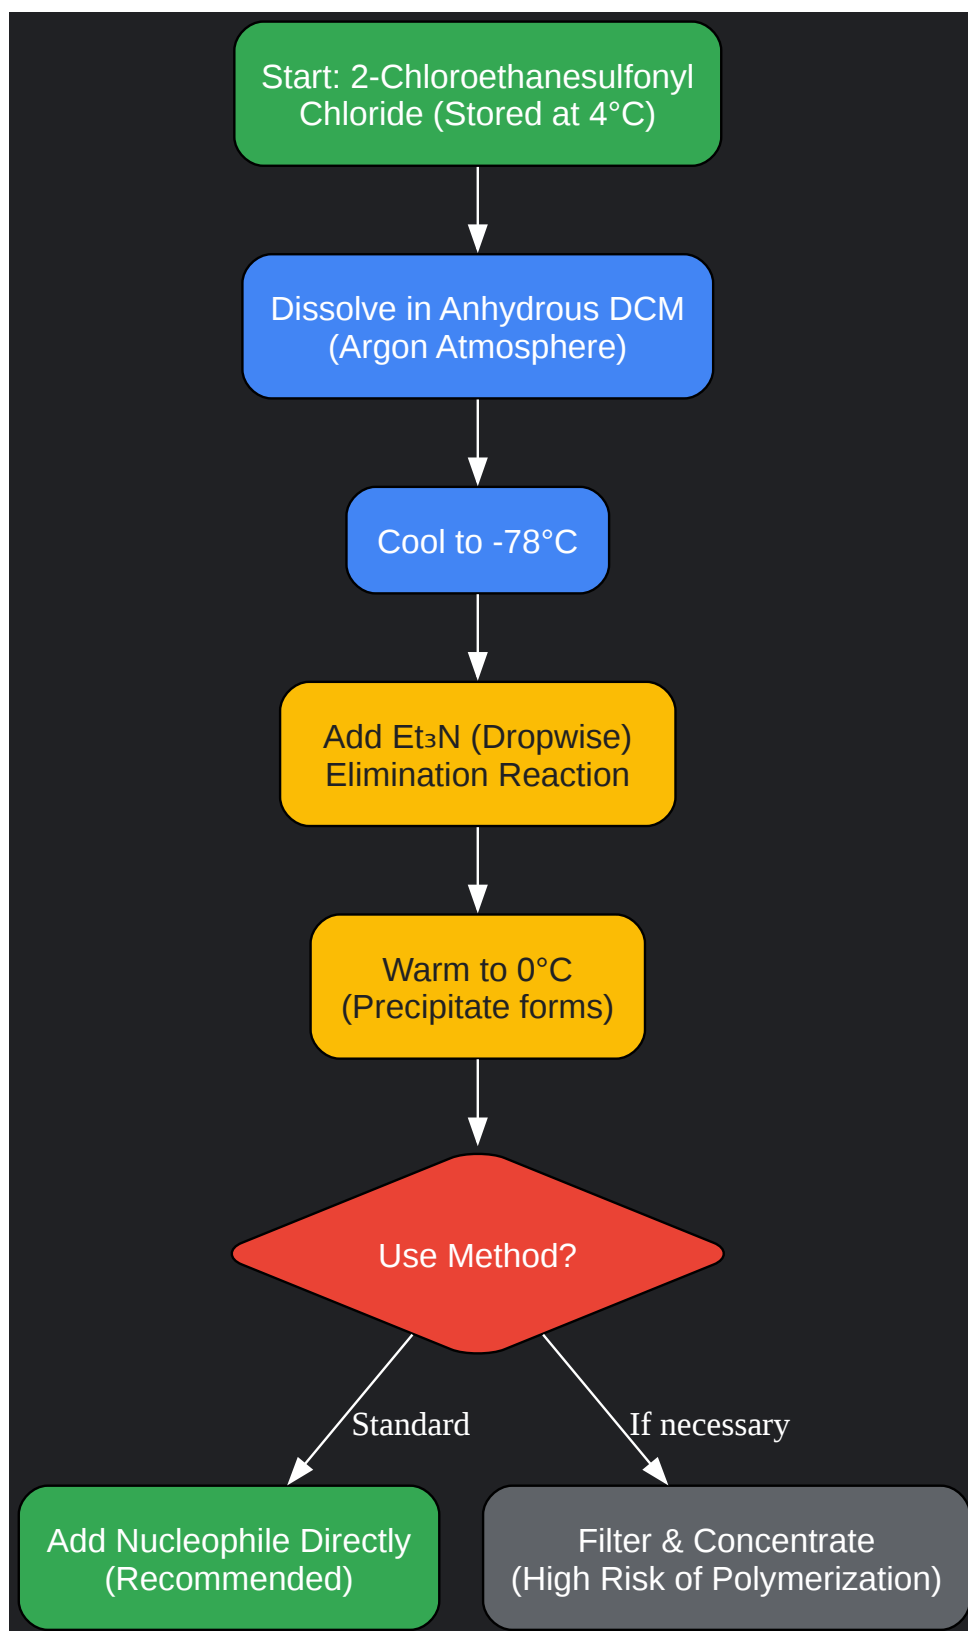 Start: 2-Chloroethanesulfonyl
Chloride (Stored at 4°C)
Dissolve in Anhydrous DCM
(Argon Atmosphere)
Cool to -78°C
Add Et₃N (Dropwise)
Elimination Reaction
Warm to 0°C
(Precipitate forms)
Use Method?
Standard
If necessary
Add Nucleophile Directly
(Recommended)
Filter & Concentrate
(High Risk of Polymerization)